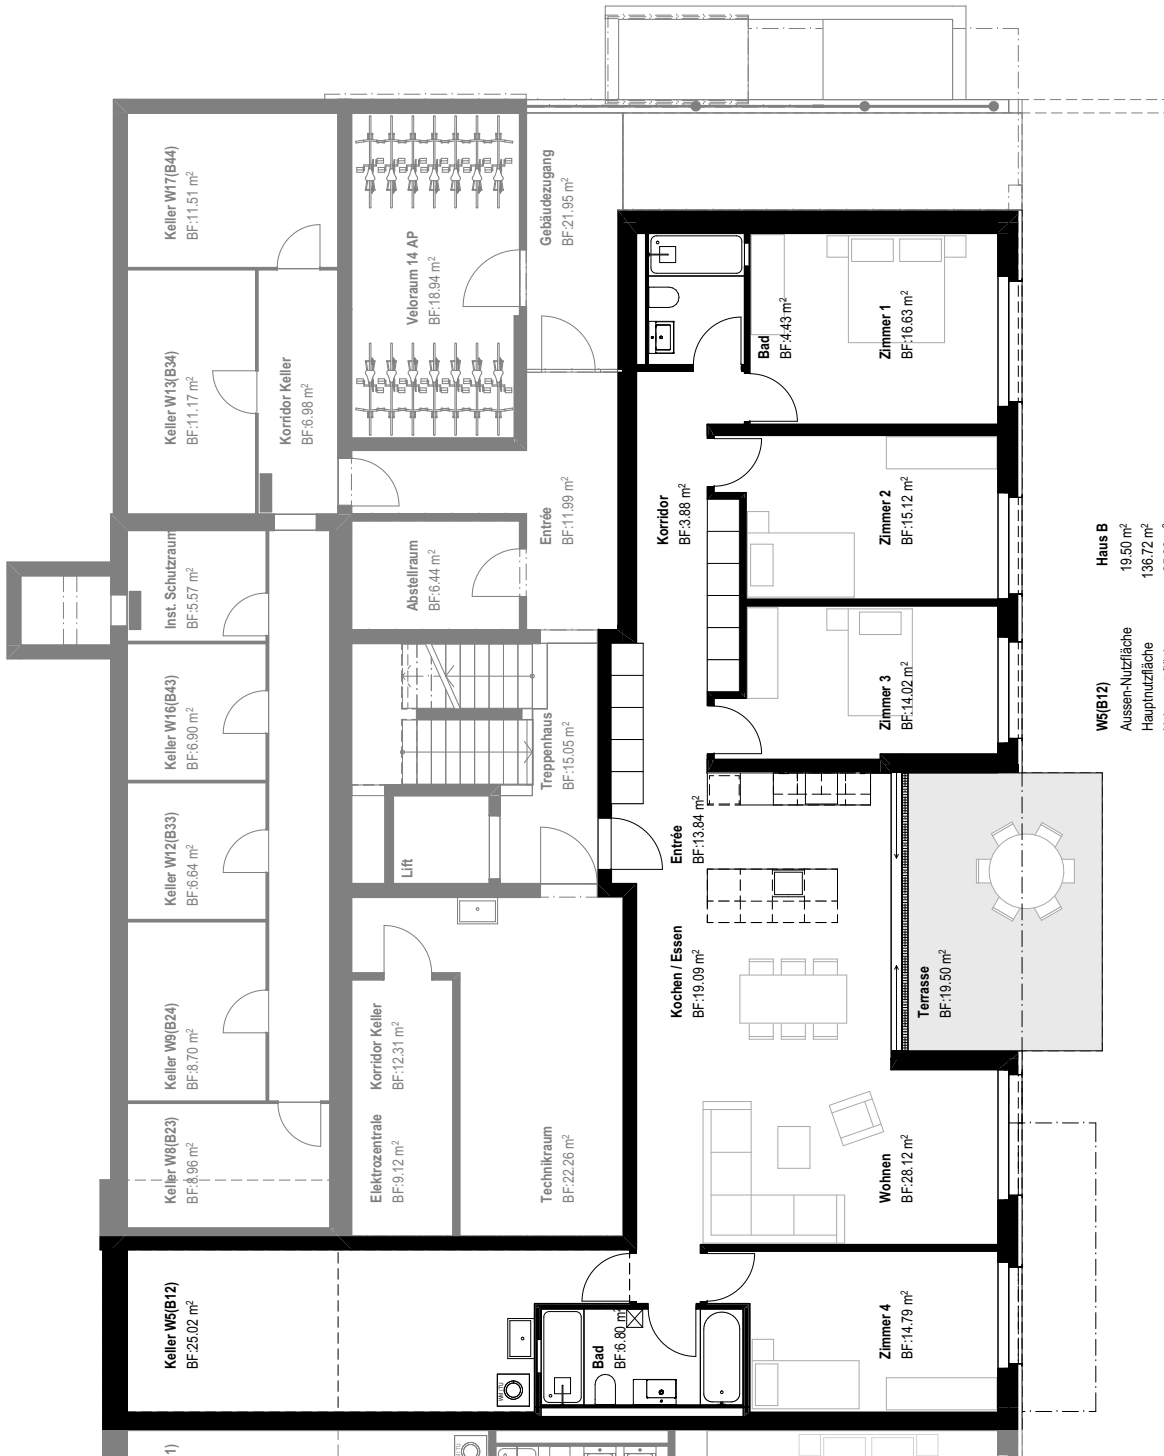 Keller W17(B44)
BF:11.51 m²
Keller W13(B34)
BF:11.17 m²
Korridor Keller
BF:6.98 m²
Veloraum 14 AP
BF:18.94 m²
Gebäudezugang
BF:21.95 m²
Bad
BF:4.43 m²
Zimmer 1
BF:16.63 m²
Inst. Schutzraum
BF:5.57 m²
Abstellraum
BF:6.44 m²
Entrée
BF:11.99 m²
Korridor
BF:3.88 m²
Zimmer 2
BF:15.12 m²
Keller W16(B43)
BF:6.90 m²
Treppenhaus
BF:15.05 m²
Zimmer 3
BF:14.02 m²
Keller W12(B33)
BF:6.64 m²
Lift
Entrée
BF:13.84 m²
Keller W9(B24)
BF:8.70 m²
Korridor Keller
BF:12.31 m²
Kochen / Essen
BF:19.09 m²
Terrasse
BF:19.50 m²
Keller W8(B23)
BF:8.96 m²
Elektrozentrale
BF:9.12 m²
Technikraum
BF:22.26 m²
Wohnen
BF:28.12 m²
Keller W5(B12)
BF:25.02 m²
Bad
BF:6.80 m²
Zimmer 4
BF:14.79 m²
W5(B12) Haus B
Aussen-Nutzfläche 19.50 m²
Hauptnutzfläche 136.72 m²